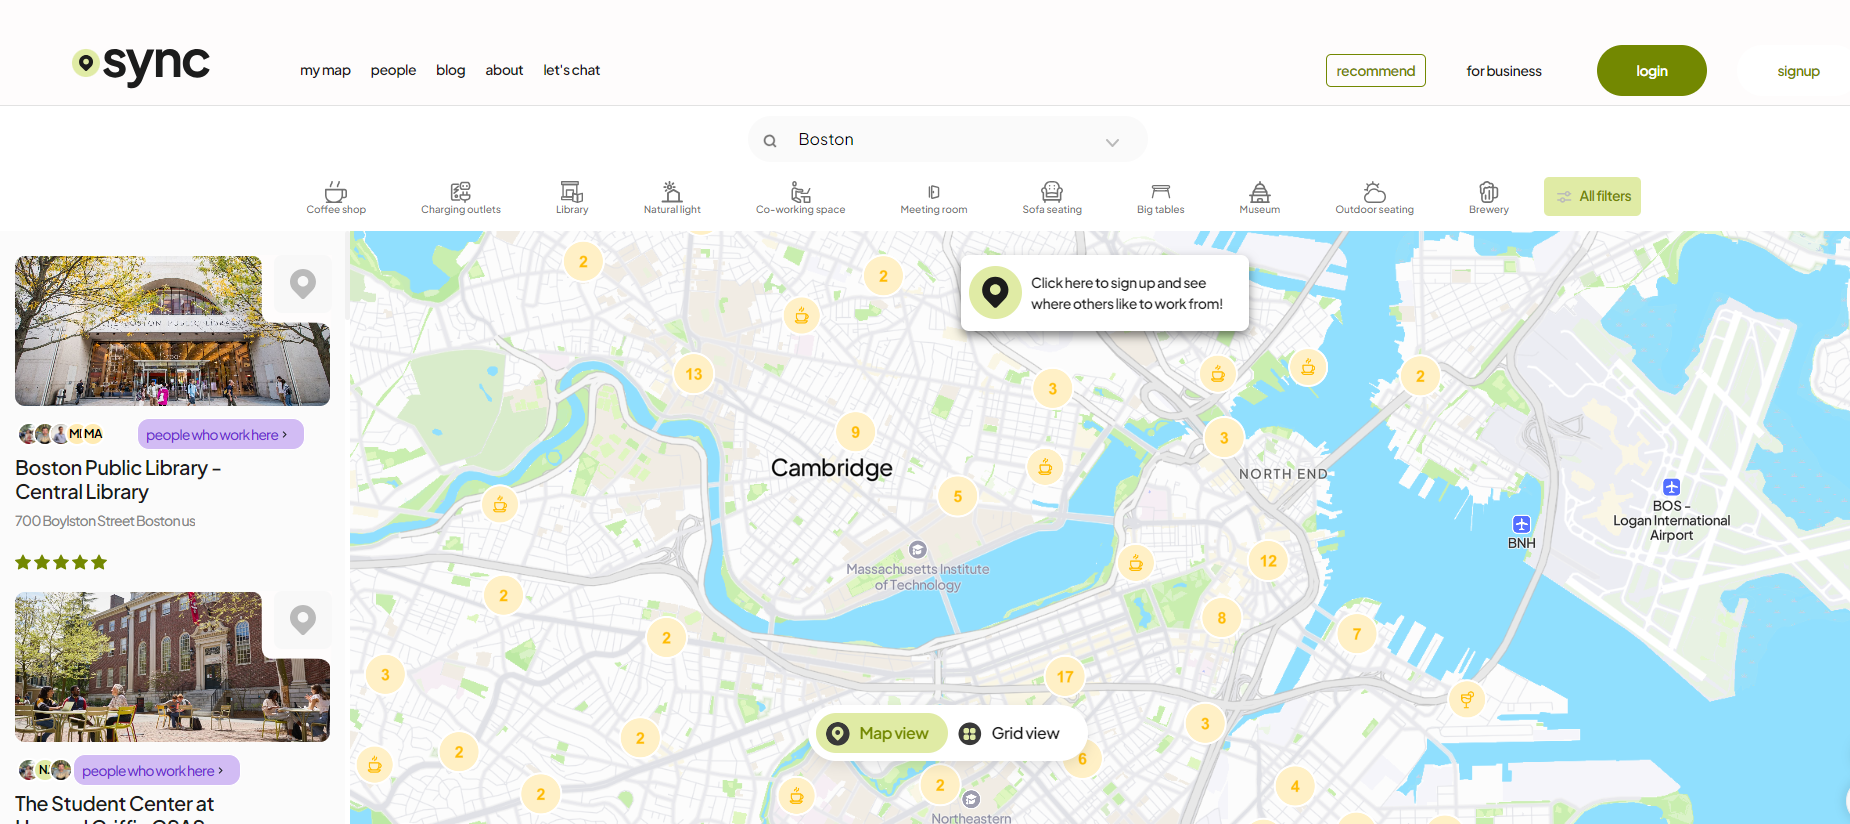 sync
my map
people
blog
about
let's chat
recommend
for business
login
signup
Boston
Coffee shop
Charging outlets
Library
Natural light
Co-working space
Meeting room
Sofa seating
Big tables
Museum
Outdoor seating
Brewery
All filters
BOSTON PUBLIC LIBRARY
MA
people who work here >
Boston Public Library -
Central Library
700 Boylston Street Boston us
N.
people who work here >
The Student Center at
2
2
Click here to sign up and see
where others like to work from!
13
3
2
9
Cambridge
3
NORTH END
5
BOS -
Logan International
Airport
BNH
12
Massachusetts Institute
of Technology
2
8
2
7
3
17
3
2
2
Map view
Grid view
6
2
2
4
Northeastern